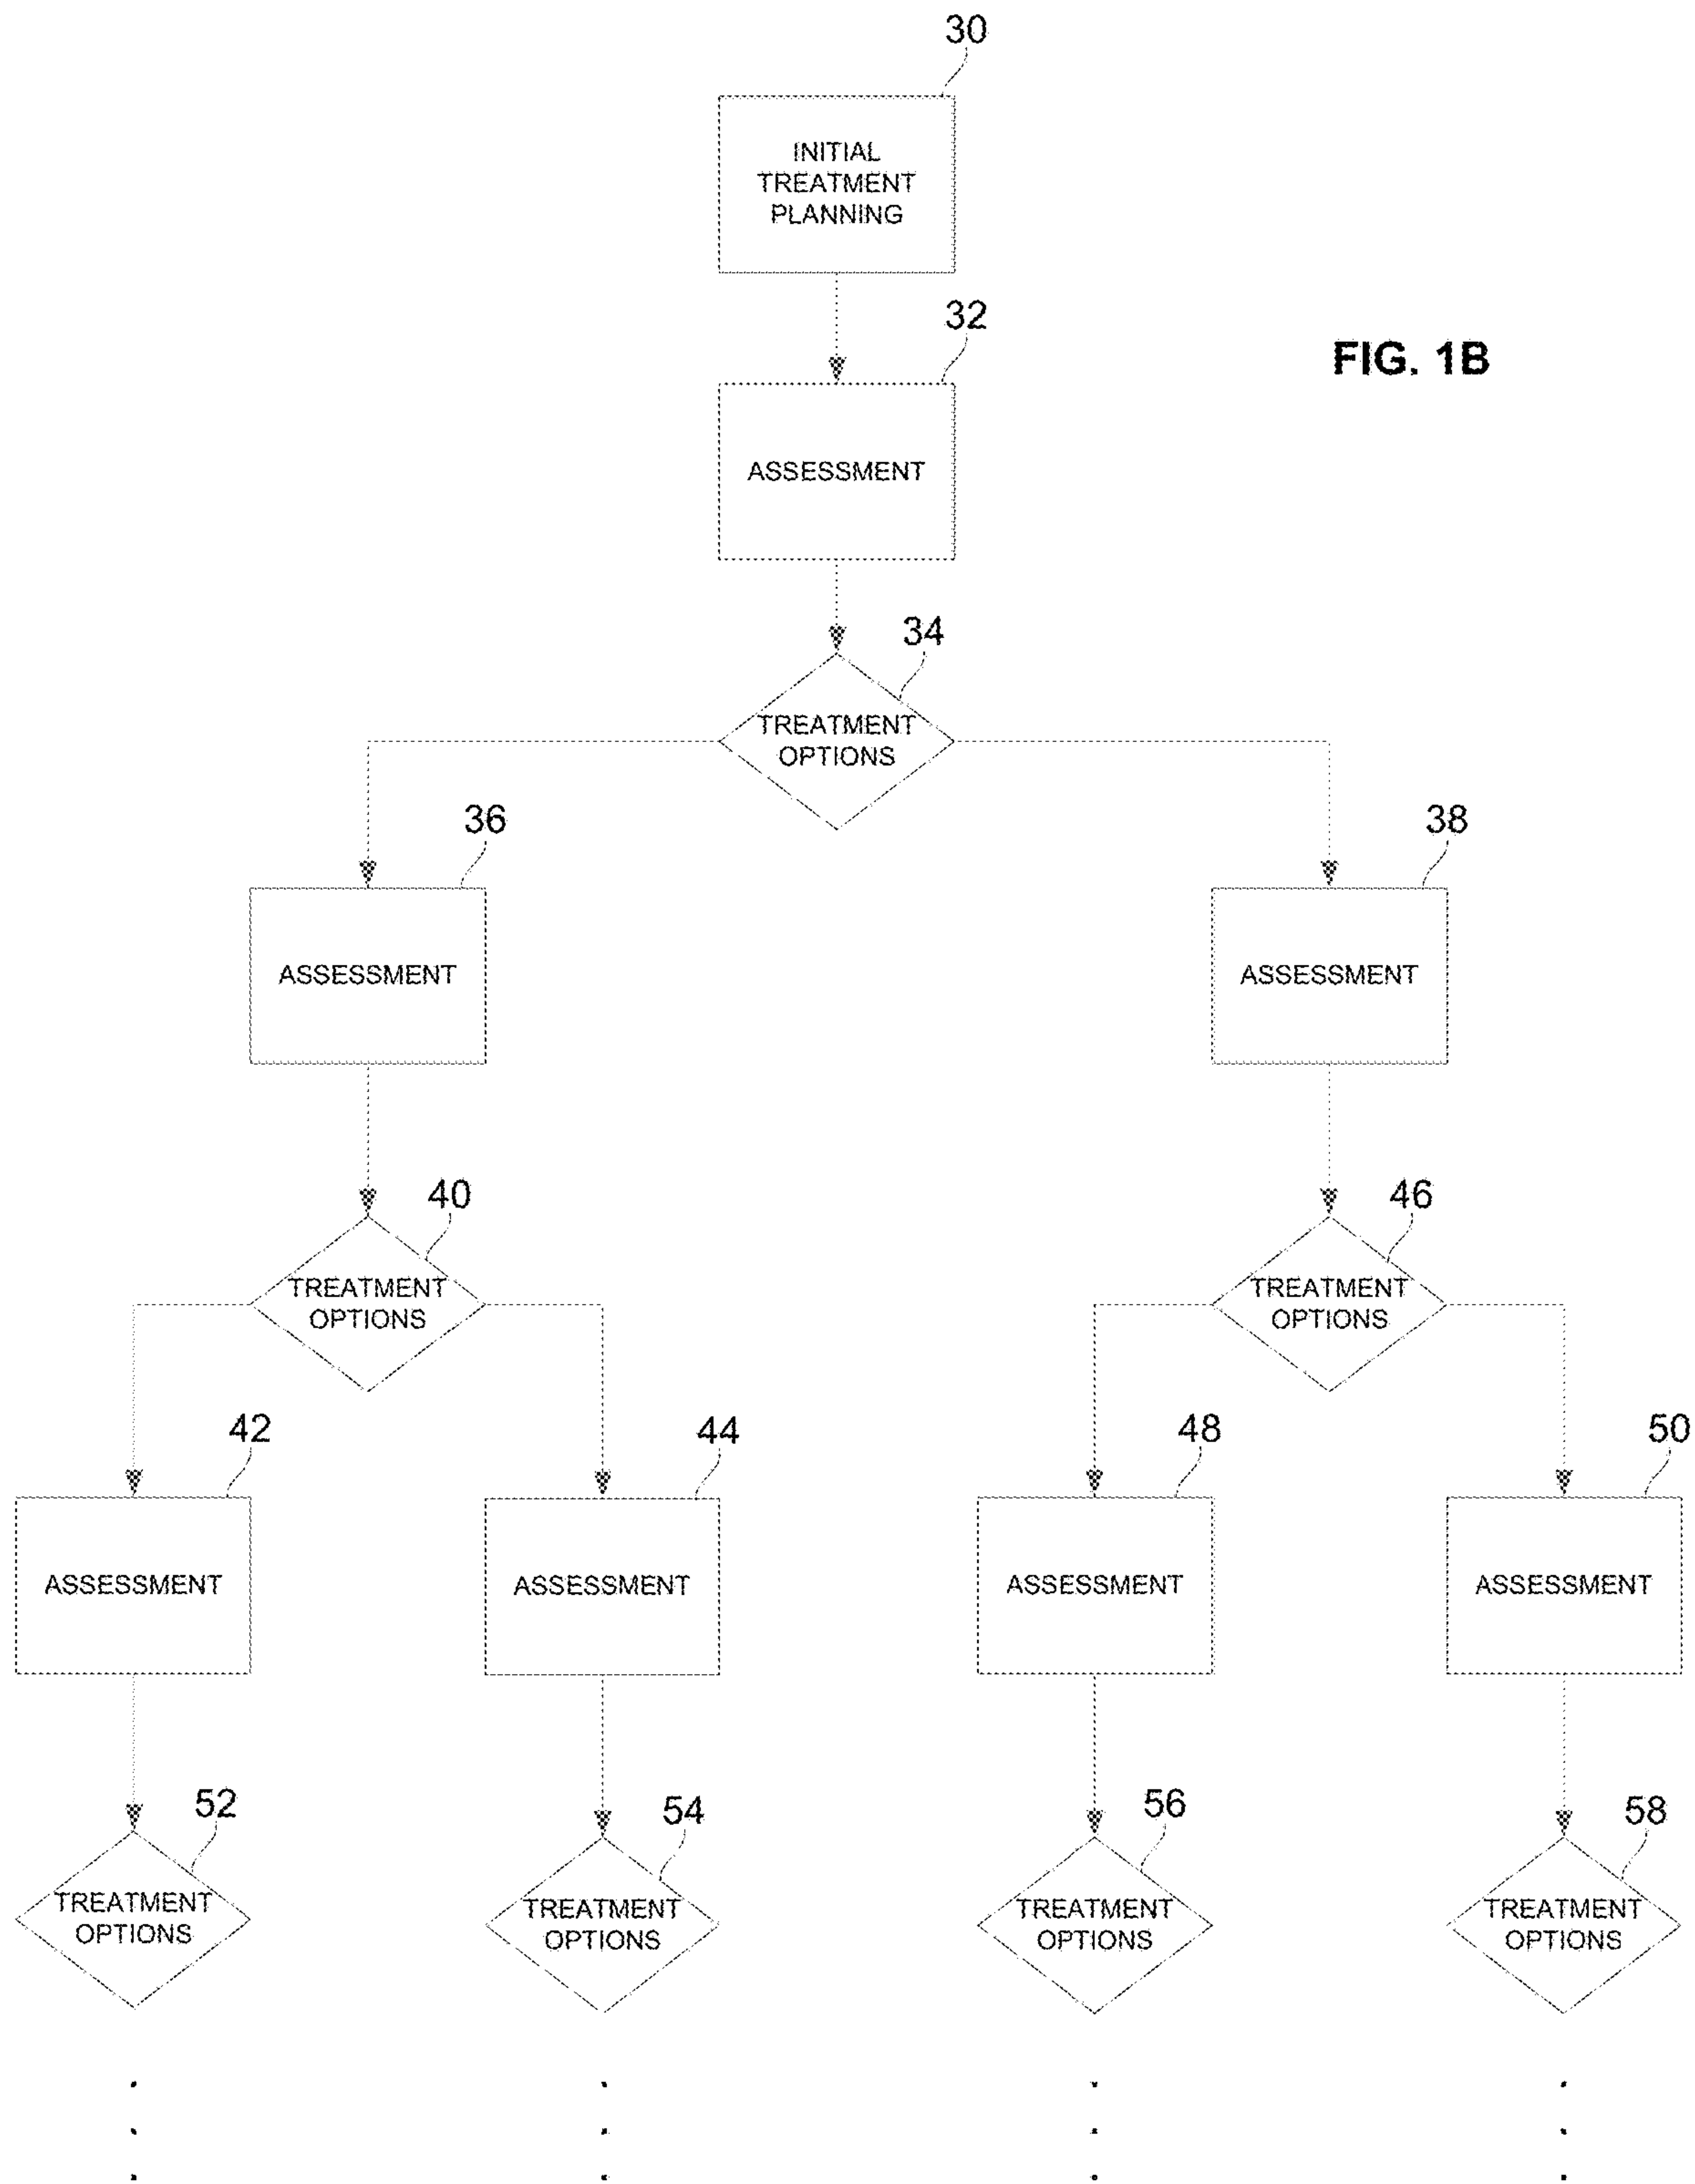 30
INITIAL
TREATMENT
PLANNING
32
FIG. 1B
ASSESSMENT
34
TREATMENT
OPTIONS
36
38
ASSESSMENT
ASSESSMENT
40
46
TREATMENT
OPTIONS
TREATMENT
OPTIONS
42
44
48
50
ASSESSMENT
ASSESSMENT
ASSESSMENT
ASSESSMENT
52
54
56
58
TREATMENT
OPTIONS
TREATMENT
OPTIONS
TREATMENT
OPTIONS
TREATMENT
OPTIONS